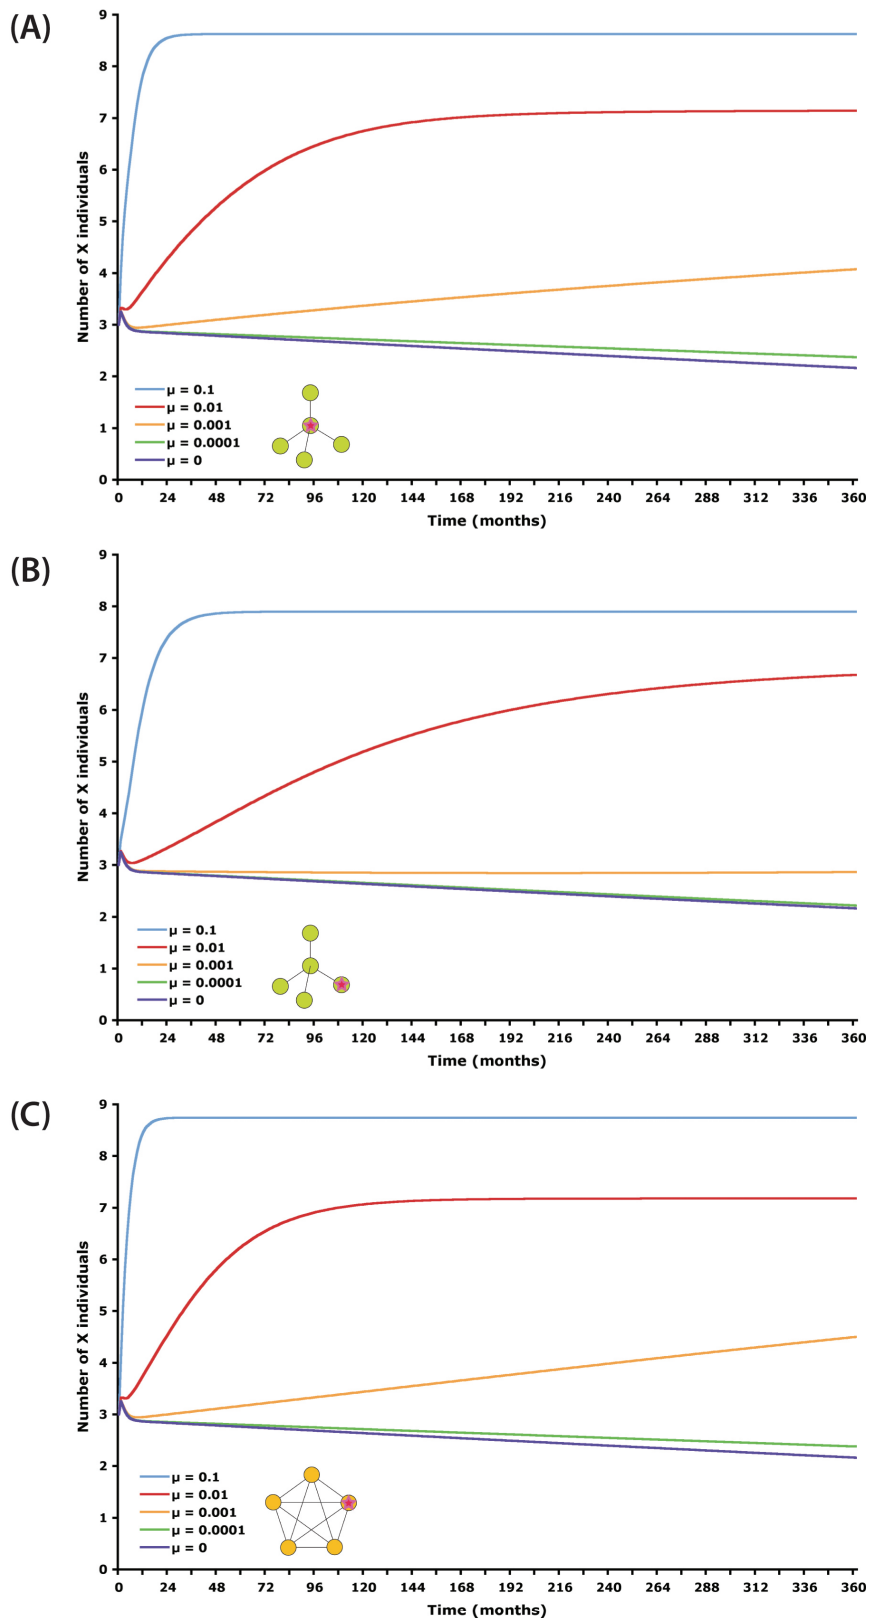 (A)
9
8
7
6
5
4
3
2
1
0
Number of X individuals
μ = 0.1
μ = 0.01
μ = 0.001
μ = 0.0001
μ = 0
0 24 48 72 96 120 144 168 192 216 240 264 288 312 336 360
Time (months)
(B)
9
8
7
6
5
4
3
2
1
0
Number of X individuals
μ = 0.1
μ = 0.01
μ = 0.001
μ = 0.0001
μ = 0
0 24 48 72 96 120 144 168 192 216 240 264 288 312 336 360
Time (months)
(C)
9
8
7
6
5
4
3
2
1
0
Number of X individuals
μ = 0.1
μ = 0.01
μ = 0.001
μ = 0.0001
μ = 0
0 24 48 72 96 120 144 168 192 216 240 264 288 312 336 360
Time (months)